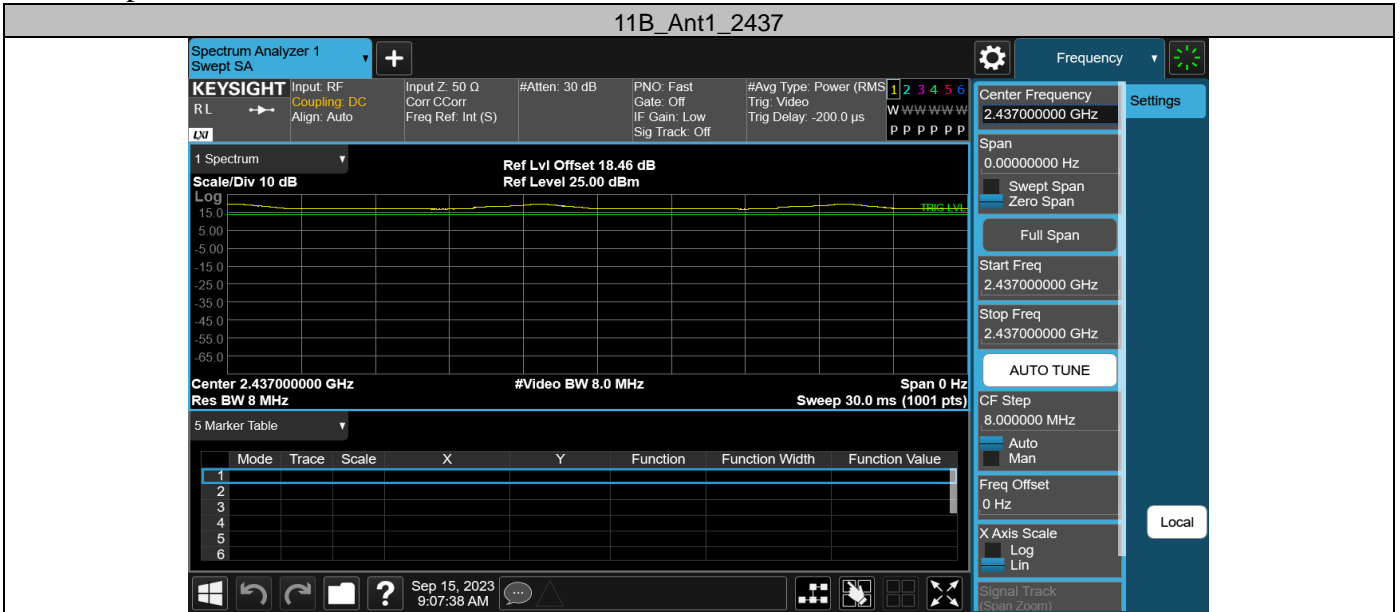 11B_Ant1_2437
Spectrum Analyzer 1
Swept SA
Frequency
KEYSIGHT
RL
LXI
Input: RF
Coupling: DC
Align: Auto
Input Z: 50 Ω
Corr CCorr
Freq Ref: Int (S)
#Atten: 30 dB
PNO: Fast
Gate: Off
IF Gain: Low
Sig Track: Off
#Avg Type: Power (RMS
Trig: Video
Trig Delay: -200.0 µs
1 2 3 4 5 6
W W W W W W
P P P P P P
1 Spectrum
Scale/Div 10 dB
Ref Lvl Offset 18.46 dB
Ref Level 25.00 dBm
Log
15.0
5.00
-5.00
-15.0
-25.0
-35.0
-45.0
-55.0
-65.0
TRIG LVL
Center 2.437000000 GHz
#Video BW 8.0 MHz
Span 0 Hz
Res BW 8 MHz
Sweep 30.0 ms (1001 pts)
5 Marker Table
Mode Trace Scale X Y Function Function Width Function Value
1
2
3
4
5
6
Sep 15, 2023
9:07:38 AM
Center Frequency
2.437000000 GHz
Settings
Span
0.00000000 Hz
Swept Span
Zero Span
Full Span
Start Freq
2.437000000 GHz
Stop Freq
2.437000000 GHz
AUTO TUNE
CF Step
8.000000 MHz
Auto
Man
Freq Offset
0 Hz
X Axis Scale
Log
Lin
Signal Track
(Span Zoom)
Local